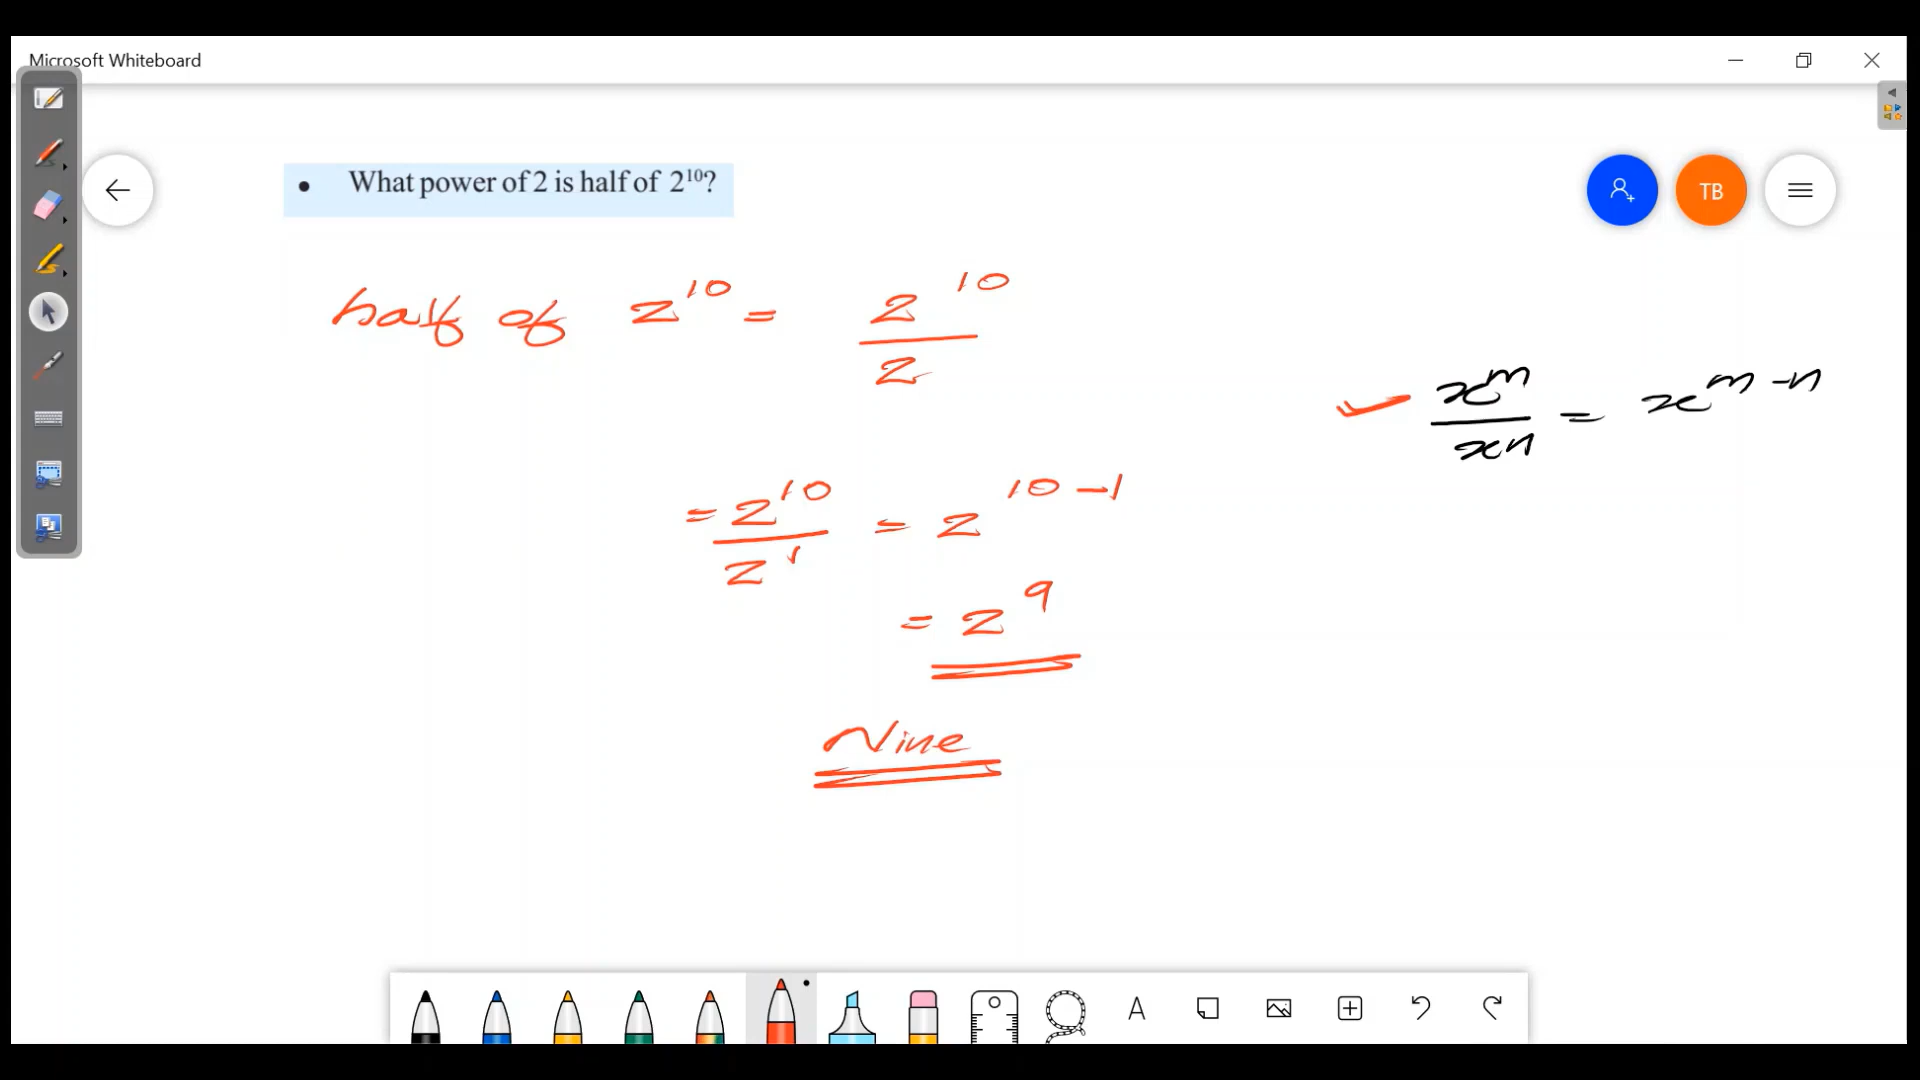 Microsoft Whiteboard
TB
• What power of 2 is half of 2¹⁰?
half of 2¹⁰ = 2¹⁰/2
✓ xᵐ/xⁿ = xᵐ⁻ⁿ
= 2¹⁰/2¹ = 2¹⁰⁻¹
= 2⁹
Nine
A